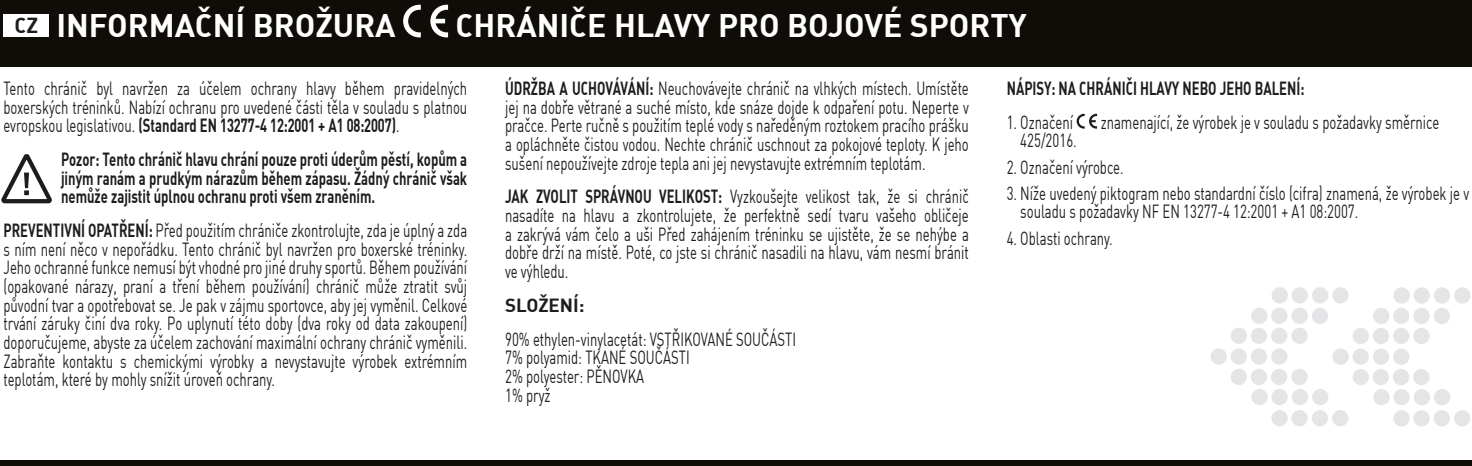 CZ INFORMAČNÍ BROŽURA CE CHRÁNIČE HLAVY PRO BOJOVÉ SPORTY
Tento chránič byl navržen za účelem ochrany hlavy během pravidelných
boxerských tréninků. Nabízí ochranu pro uvedené části těla v souladu s platnou
evropskou legislativou. (Standard EN 13277-4 12:2001 + A1 08:2007).
Pozor: Tento chránič hlavu chrání pouze proti úderům pěstí, kopům a
jiným ranám a prudkým nárazům během zápasu. Žádný chránič však
nemůže zajistit úplnou ochranu proti všem zraněním.
PREVENTIVNÍ OPATŘENÍ: Před použitím chrániče zkontrolujte, zda je úplný a zda
s ním není něco v nepořádku. Tento chránič byl navržen pro boxerské tréninky.
Jeho ochranné funkce nemusí být vhodné pro jiné druhy sportů. Během používání
(opakované nárazy, praní a tření během používání) chránič může ztratit svůj
původní tvar a opotřebovat se. Je pak v zájmu sportovce, aby jej vyměnil. Celkové
trvání záruky činí dva roky. Po uplynutí této doby (dva roky od data zakoupení)
doporučujeme, abyste za účelem zachování maximální ochrany chránič vyměnili.
Zabraňte kontaktu s chemickými výrobky a nevystavujte výrobek extrémním
teplotám, které by mohly snížit úroveň ochrany.
ÚDRŽBA A UCHOVÁVÁNÍ: Neuchovávejte chránič na vlhkých místech. Umístěte
jej na dobře větrané a suché místo, kde snáze dojde k odpaření potu. Neperte v
pračce. Perte ručně s použitím teplé vody s naředěným roztokem pracího prášku
a opláchněte čistou vodou. Nechte chránič uschnout za pokojové teploty. K jeho
sušení nepoužívejte zdroje tepla ani jej nevystavujte extrémním teplotám.
JAK ZVOLIT SPRÁVNOU VELIKOST: Vyzkoušejte velikost tak, že si chránič
nasadíte na hlavu a zkontrolujete, že perfektně sedí tvaru vašeho obličeje
a zakrývá vám čelo a uši Před zahájením tréninku se ujistěte, že se nehýbe a
dobře drží na místě. Poté, co jste si chránič nasadili na hlavu, vám nesmí bránit
ve výhledu.
SLOŽENÍ:
90% ethylen-vinylacetát: VSTŘIKOVANÉ SOUČÁSTI
7% polyamid: TKANÉ SOUČÁSTI
2% polyester: PĚNOVKA
1% pryž
NÁPISY: NA CHRÁNIČI HLAVY NEBO JEHO BALENÍ:
1. Označení CE znamenající, že výrobek je v souladu s požadavky směrnice
425/2016.
2. Označení výrobce.
3. Níže uvedený piktogram nebo standardní číslo (cifra) znamená, že výrobek je v
souladu s požadavky NF EN 13277-4 12:2001 + A1 08:2007.
4. Oblasti ochrany.